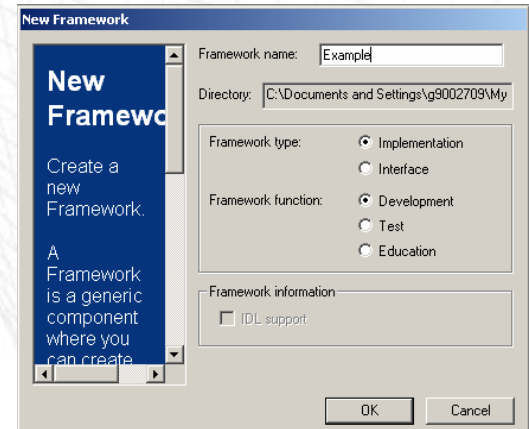 New Framework
New
Framewo
Create a
new
Framework.
A
Framework
is a generic
component
where you
can create
Framework name: Example
Directory: C:\Documents and Settings\g9002709\My
Framework type: Implementation
Interface
Framework function: Development
Test
Education
Framework information
IDL support
OK Cancel